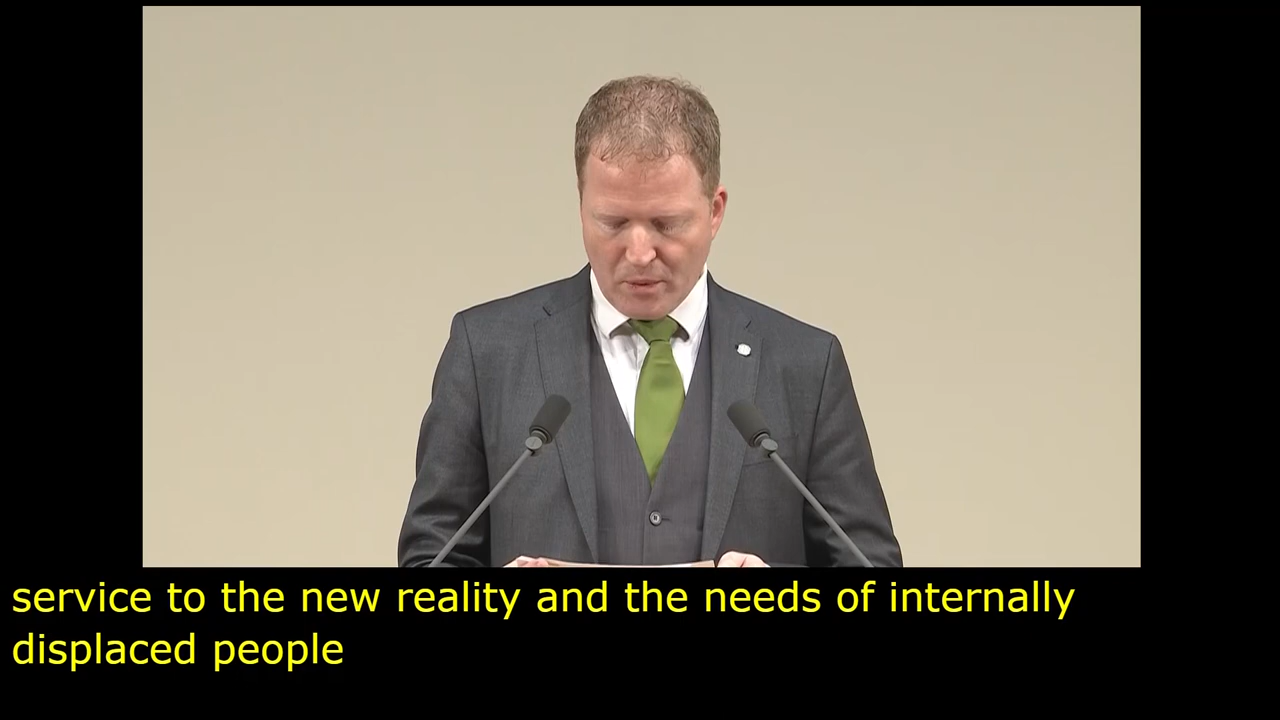 service to the new reality and the needs of internally
displaced people